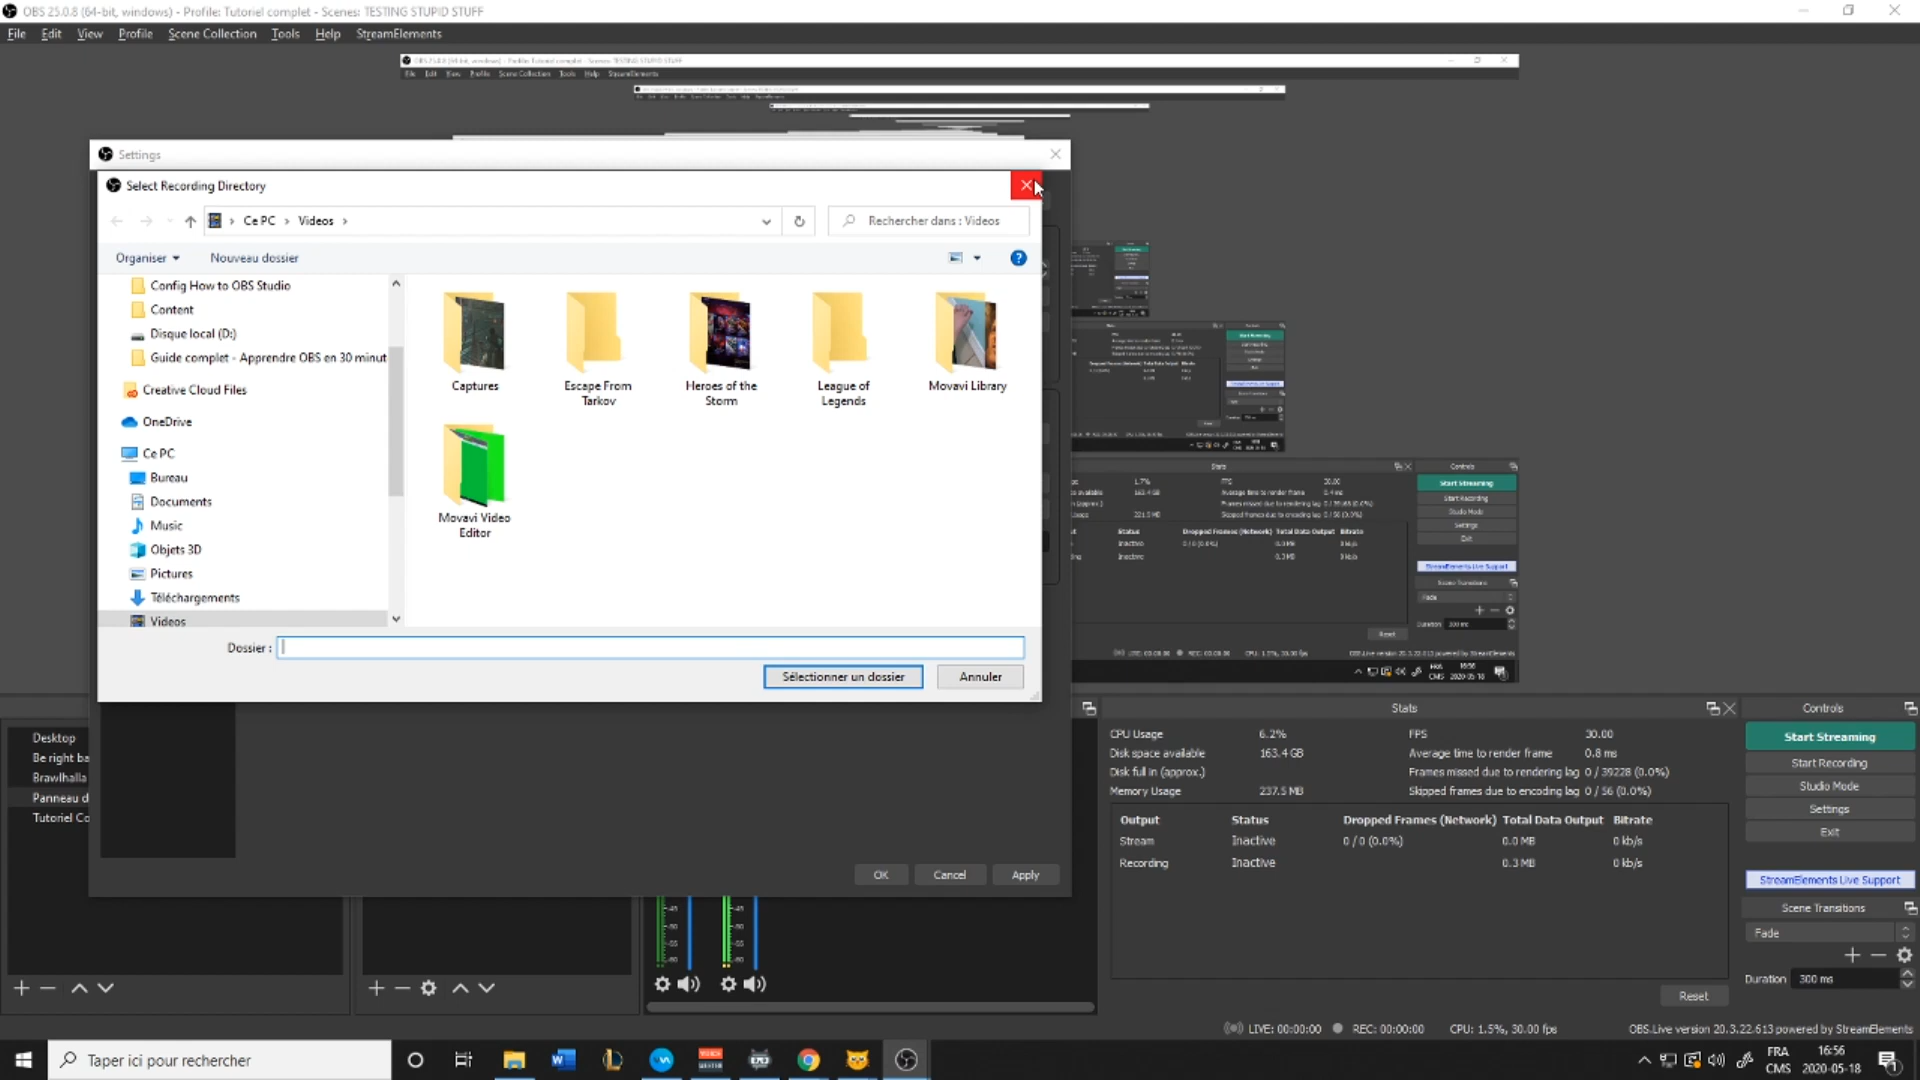 OBS 25.0.8 (64-bit, windows) - Profile: Tutoriel complet - Scenes: TESTING STUPID STUFF
File Edit View Profile Scene Collection Tools Help StreamElements
Settings
Select Recording Directory
Ce PC > Videos >
Rechercher dans : Videos
Organiser
Nouveau dossier
Config How to OBS Studio
Content
Disque local (D:)
Guide complet - Apprendre OBS en 30 minut
Creative Cloud Files
OneDrive
Ce PC
Bureau
Documents
Music
Objets 3D
Pictures
Téléchargements
Videos
Captures
Escape From
Tarkov
Heroes of the
Storm
League of
Legends
Movavi Library
Movavi Video
Editor
Dossier :
Sélectionner un dossier
Annuler
Desktop
Be right ba
Brawlhalla
Panneau d
Tutoriel Co
OK
Cancel
Apply
Stats
CPU Usage 6.2%
Disk space available 163.4 GB
Disk full in (approx.)
Memory Usage 237.5 MB
FPS 30.00
Average time to render frame 0.8 ms
Frames missed due to rendering lag 0 / 39228 (0.0%)
Skipped frames due to encoding lag 0 / 56 (0.0%)
Output Status Dropped Frames (Network) Total Data Output Bitrate
Stream Inactive 0 / 0 (0.0%) 0.0 MB 0 kb/s
Recording Inactive 0.3 MB 0 kb/s
Reset
Controls
Start Streaming
Start Recording
Studio Mode
Settings
Exit
StreamElements Live Support
Scene Transitions
Fade
Duration 300 ms
LIVE: 00:00:00 REC: 00:00:00 CPU: 1.5%, 30.00 fps
OBS.Live version 20.3.22.613 powered by StreamElements
Taper ici pour rechercher
FRA
CMS
16:56
2020-05-18